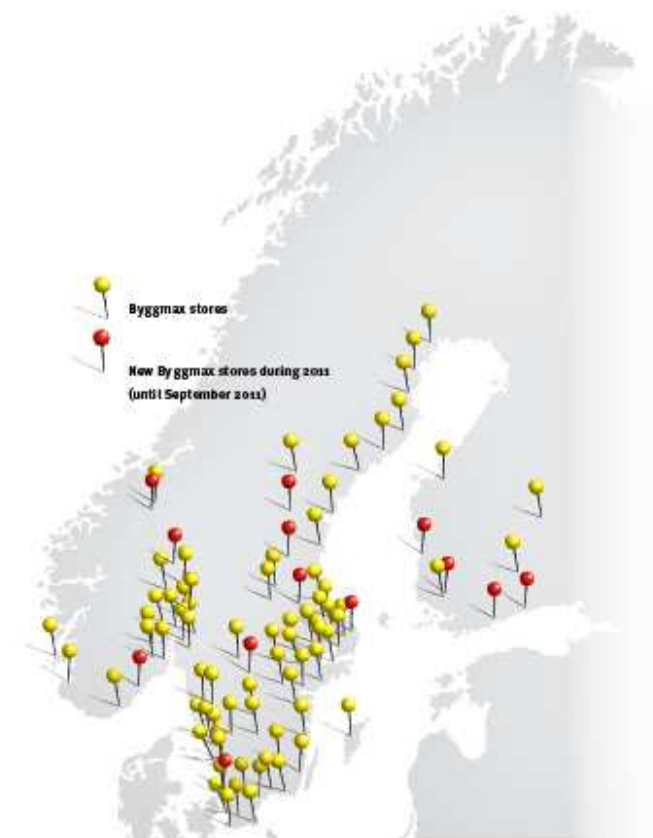 Byggmax stores
New Byggmax stores during 2011
(until September 2011)